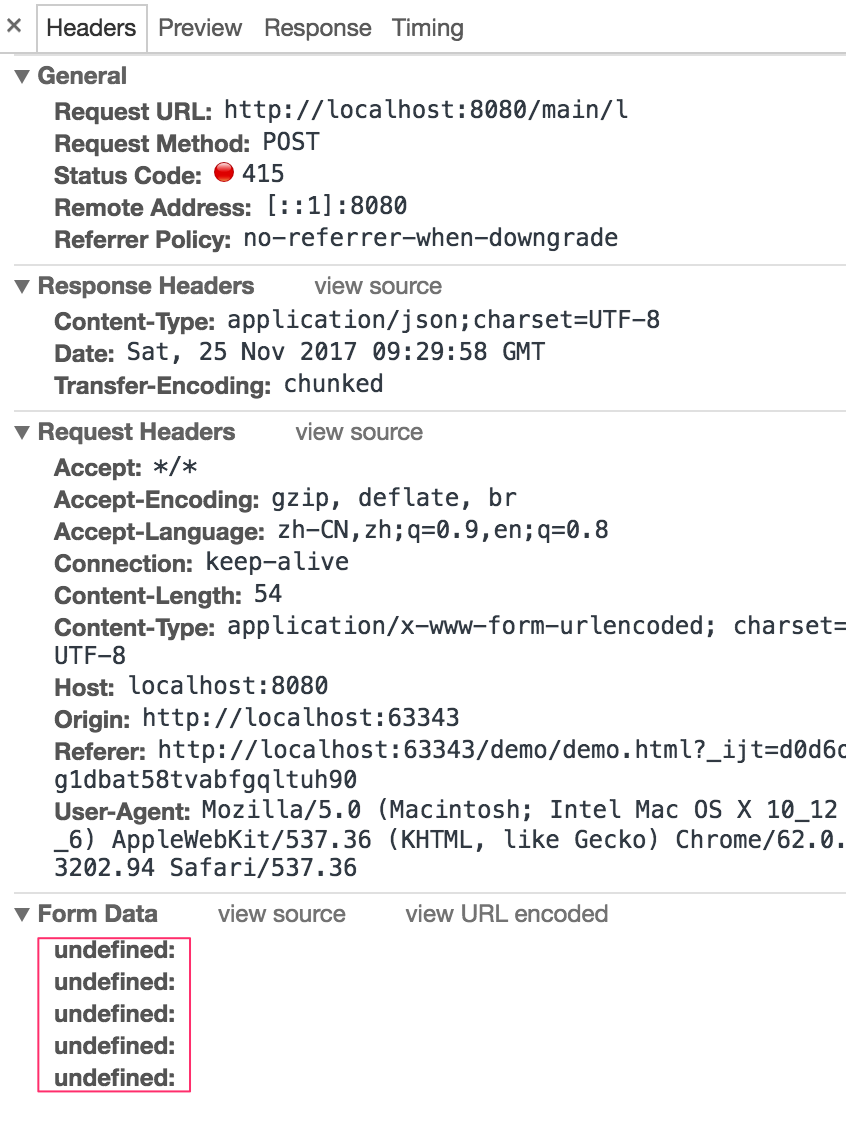 × Headers Preview Response Timing
▼ General
Request URL: http://localhost:8080/main/l
Request Method: POST
Status Code: 415
Remote Address: [::1]:8080
Referrer Policy: no-referrer-when-downgrade
▼ Response Headers view source
Content-Type: application/json;charset=UTF-8
Date: Sat, 25 Nov 2017 09:29:58 GMT
Transfer-Encoding: chunked
▼ Request Headers view source
Accept: */*
Accept-Encoding: gzip, deflate, br
Accept-Language: zh-CN,zh;q=0.9,en;q=0.8
Connection: keep-alive
Content-Length: 54
Content-Type: application/x-www-form-urlencoded; charset=
UTF-8
Host: localhost:8080
Origin: http://localhost:63343
Referer: http://localhost:63343/demo/demo.html?_ijt=d0d6c
g1dbat58tvabfgqltuh90
User-Agent: Mozilla/5.0 (Macintosh; Intel Mac OS X 10_12
_6) AppleWebKit/537.36 (KHTML, like Gecko) Chrome/62.0.
3202.94 Safari/537.36
▼ Form Data view source view URL encoded
undefined:
undefined:
undefined:
undefined:
undefined: